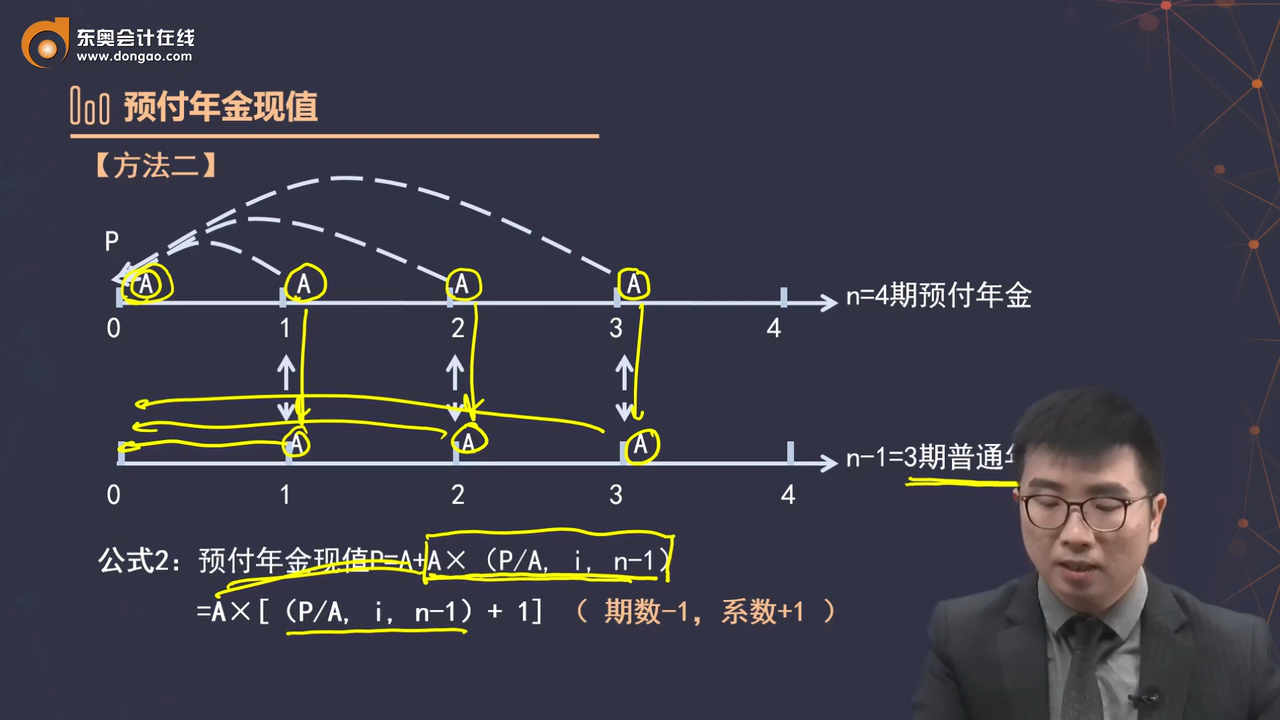 东奥会计在线
www.dongao.com
预付年金现值
【方法二】
P
A A A A
n=4期预付年金
0 1 2 3 4
A A A
n-1=3期普通
0 1 2 3 4
公式2：预付年金现值P=A+A×（P/A, i, n-1）
=A×[（P/A, i, n-1）+ 1] （ 期数-1，系数+1 ）